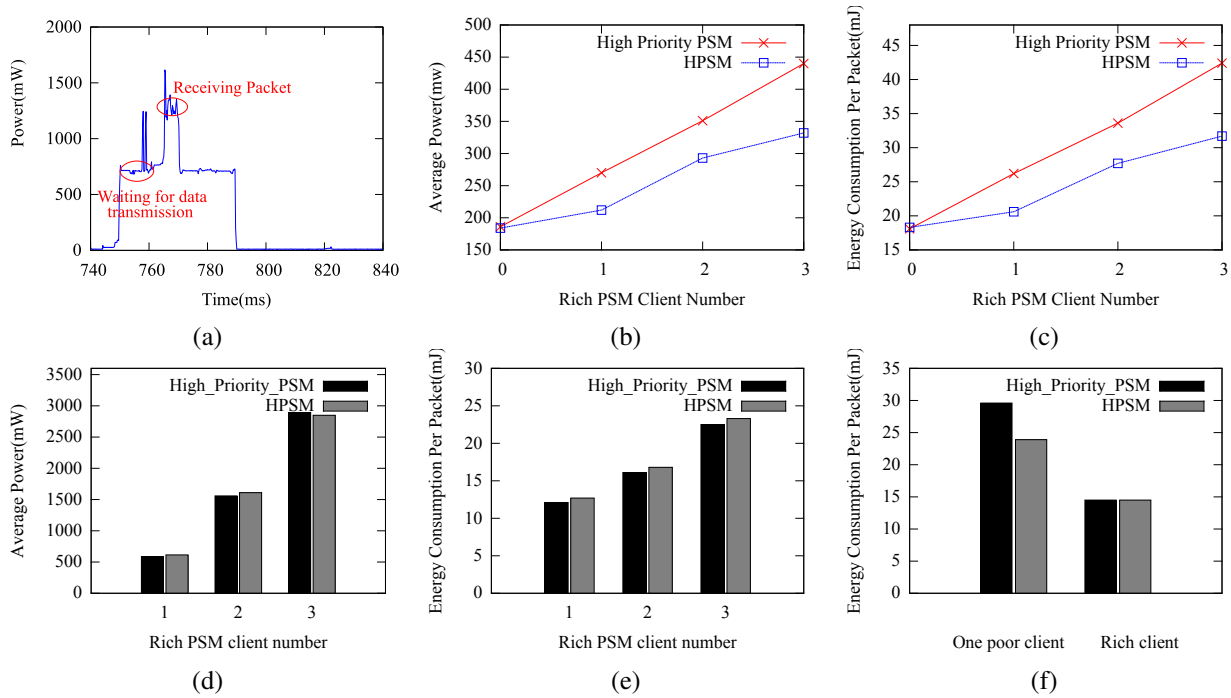 2000
1500
1000
500
0
Power(mW)
Receiving Packet
Waiting for data
transmission
740 760 780 800 820 840
Time(ms)
(a)
500
450
400
350
300
250
200
150
Average Power(mw)
High Priority PSM
HPSM
0 1 2 3
Rich PSM Client Number
(b)
45
40
35
30
25
20
15
Energy Consumption Per Packet(mJ)
High Priority PSM
HPSM
0 1 2 3
Rich PSM Client Number
(c)
3500
3000
2500
2000
1500
1000
500
0
Average Power(mW)
High_Priority_PSM
HPSM
1 2 3
Rich PSM client number
(d)
30
25
20
15
10
5
0
Energy Consumption Per Packet(mJ)
High_Priority_PSM
HPSM
1 2 3
Rich PSM client number
(e)
35
30
25
20
15
10
5
0
Energy Consumption Per Packet(mJ)
High_Priority_PSM
HPSM
One poor client Rich client
(f)